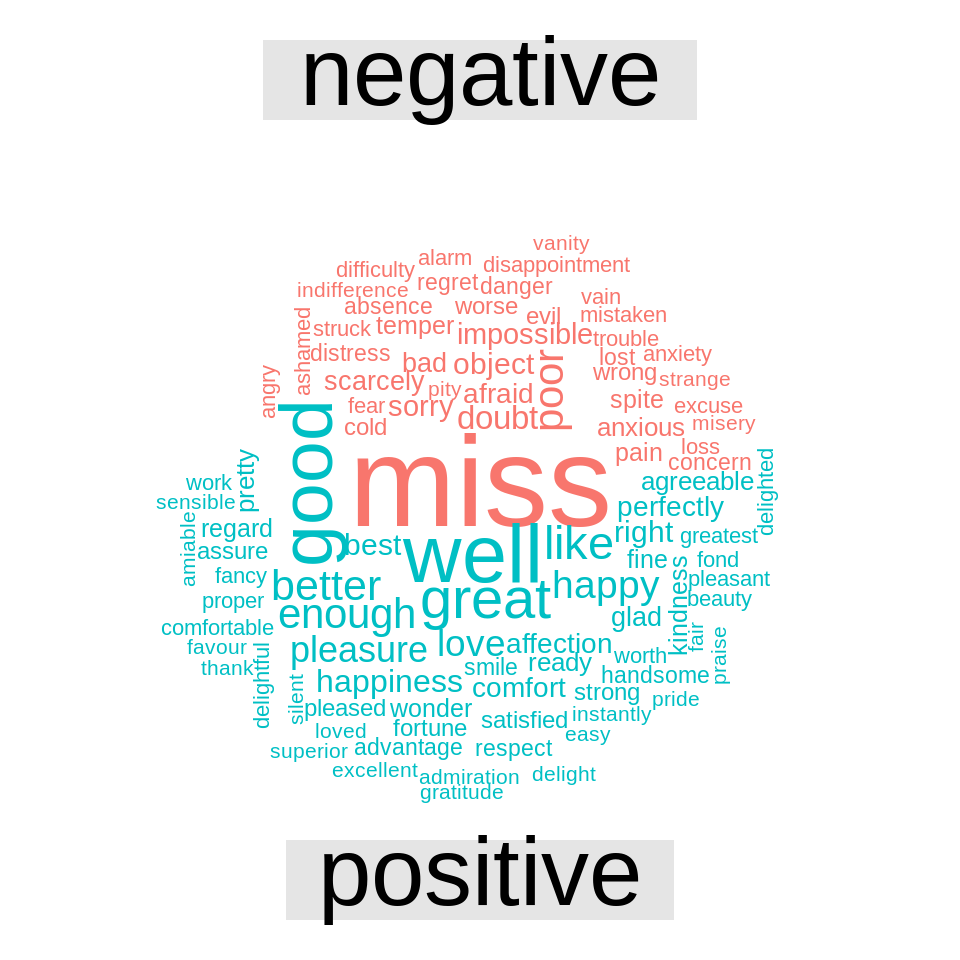 negative
vanity
alarm
disappointment
difficulty
regret
danger
indifference
vain
absence
worse
evil
mistaken
struck
temper
impossible
trouble
ashamed
distress
bad
object
poor
lost
anxiety
wrong
scarcely
pity
afraid
strange
angry
fear
sorry
doubt
spite
excuse
cold
anxious
misery
loss
pain
concern
miss
good
pretty
work
agreeable
delighted
sensible
perfectly
regard
best
well
like
right
greatest
amiable
assure
fine
fond
fancy
better
happy
kindness
pleasant
proper
enough
great
beauty
glad
comfortable
favour
pleasure
love
affection
fair
praise
thank
smile
ready
worth
delightful
happiness
comfort
strong
handsome
silent
pleased
wonder
satisfied
instantly
pride
loved
fortune
easy
superior
advantage
respect
excellent
admiration
delight
gratitude
positive